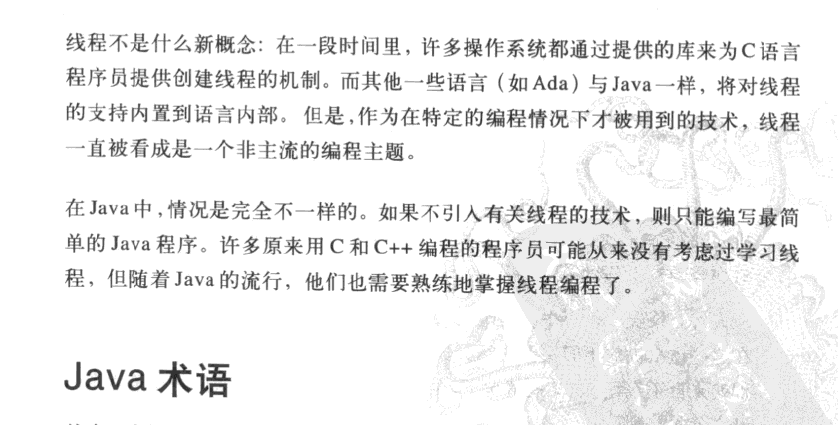 线程不是什么新概念：在一段时间里，许多操作系统都通过提供的库来为C语言
程序员提供创建线程的机制。而其他一些语言（如Ada）与Java一样，将对线程
的支持内置到语言内部。但是，作为在特定的编程情况下才被用到的技术，线程
一直被看成是一个非主流的编程主题。
在Java中，情况是完全不一样的。如果不引入有关线程的技术，则只能编写最简
单的Java程序。许多原来用C和C++编程的程序员可能从来没有考虑过学习线
程，但随着Java的流行，他们也需要熟练地掌握线程编程了。
Java 术语